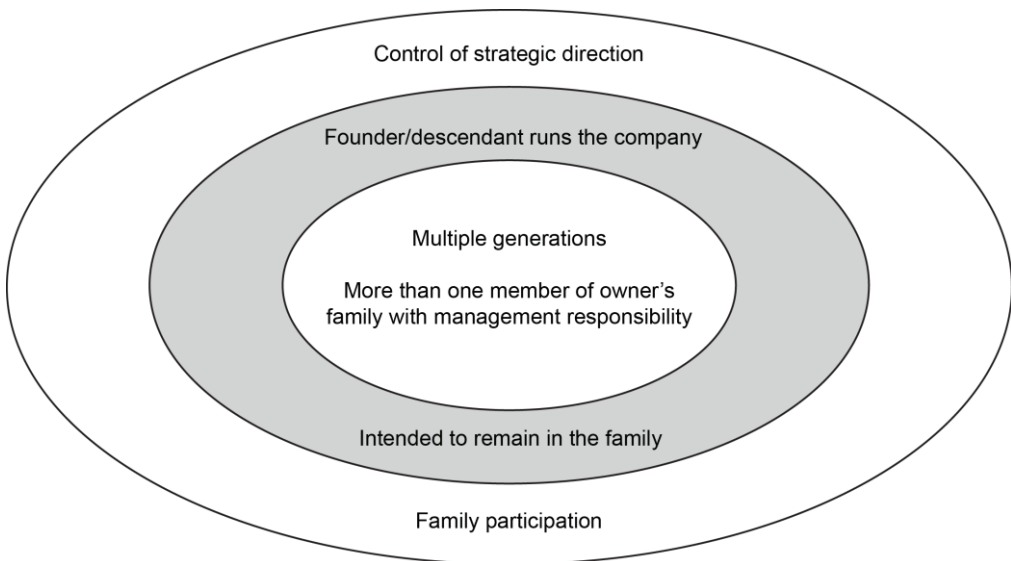 Control of strategic direction
Founder/descendant runs the company
Multiple generations
More than one member of owner's
family with management responsibility
Intended to remain in the family
Family participation